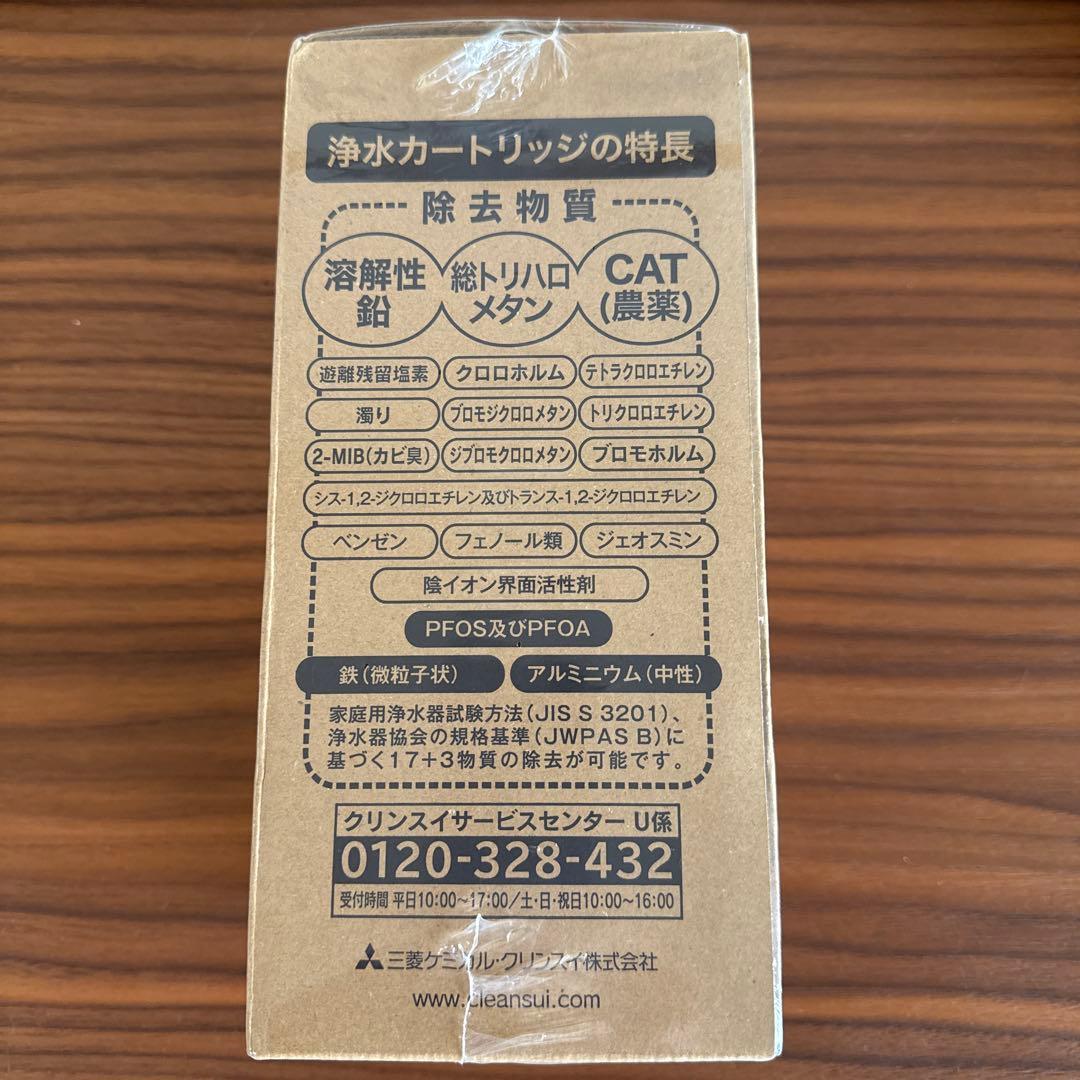 浄水カートリッジの特長
除去物質
溶解性
鉛
総トリハロ
メタン
CAT
(農薬)
遊離残留塩素 クロロホルム テトラクロロエチレン
濁り ブロモジクロロメタン トリクロロエチレン
2-MIB(カビ臭) ジブロモクロロメタン ブロモホルム
シス-1,2-ジクロロエチレン及びトランス-1,2-ジクロロエチレン
ベンゼン フェノール類 ジェオスミン
陰イオン界面活性剤
PFOS及びPFOA
鉄(微粒子状) アルミニウム(中性)
家庭用浄水器試験方法(JIS S 3201)、
浄水器協会の規格基準(JWPAS B)に
基づく17+3物質の除去が可能です。
クリンスイサービスセンター U係
0120-328-432
受付時間 平日10:00〜17:00/土・日・祝日10:00〜16:00
三菱ケミカル・クリンスイ株式会社
www.cleansui.com